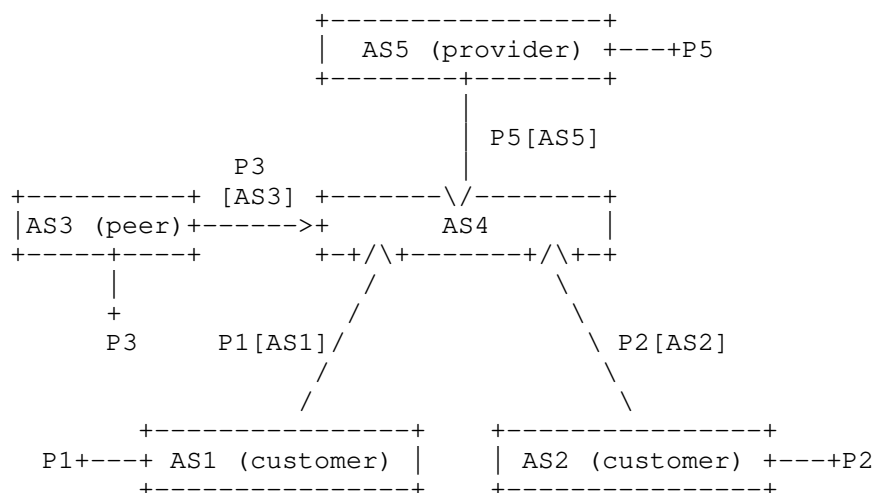 AS5 (provider) P5
P5[AS5]
P3
[AS3]
AS3 (peer) AS4
P3 P1[AS1] P2[AS2]
P1 AS1 (customer) AS2 (customer) P2